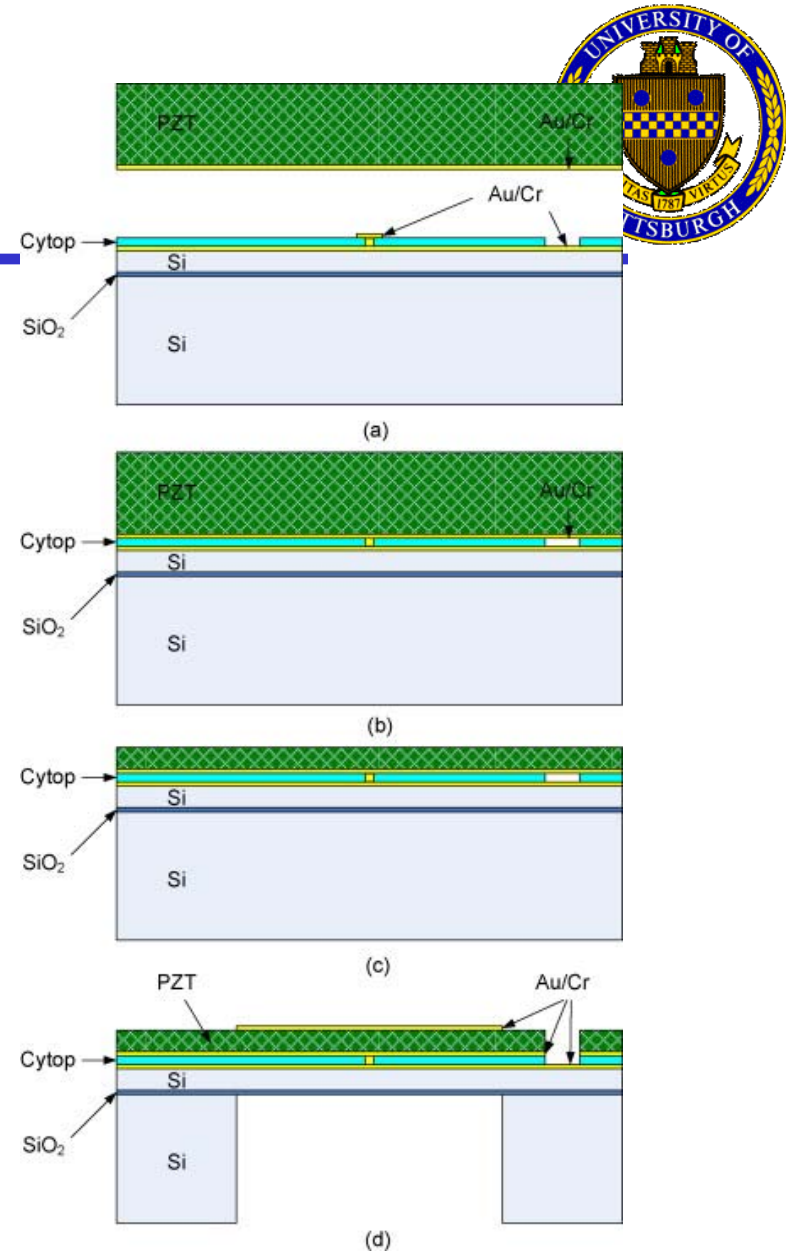 UNIVERSITY OF
PZT Au/Cr
VIRTUS
1787
Au/Cr
Cytop
Si
SiO₂
Si
(a)
PZT Au/Cr
Cytop
Si
SiO₂
Si
(b)
Cytop
Si
SiO₂
Si
(c)
PZT Au/Cr
Cytop
Si
SiO₂
Si
(d)